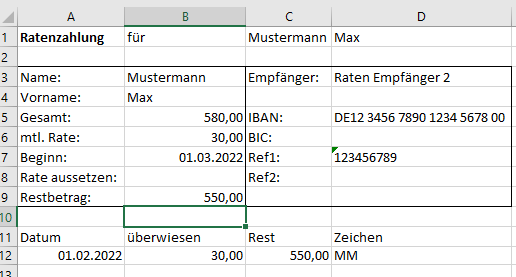 A B C D
1 Ratenzahlung für Mustermann Max
2
3 Name: Mustermann Empfänger: Raten Empfänger 2
4 Vorname: Max
5 Gesamt: 580,00 IBAN: DE12 3456 7890 1234 5678 00
6 mtl. Rate: 30,00 BIC:
7 Beginn: 01.03.2022 Ref1: 123456789
8 Rate aussetzen: Ref2:
9 Restbetrag: 550,00
10
11 Datum überwiesen Rest Zeichen
12 01.02.2022 30,00 550,00 MM
13